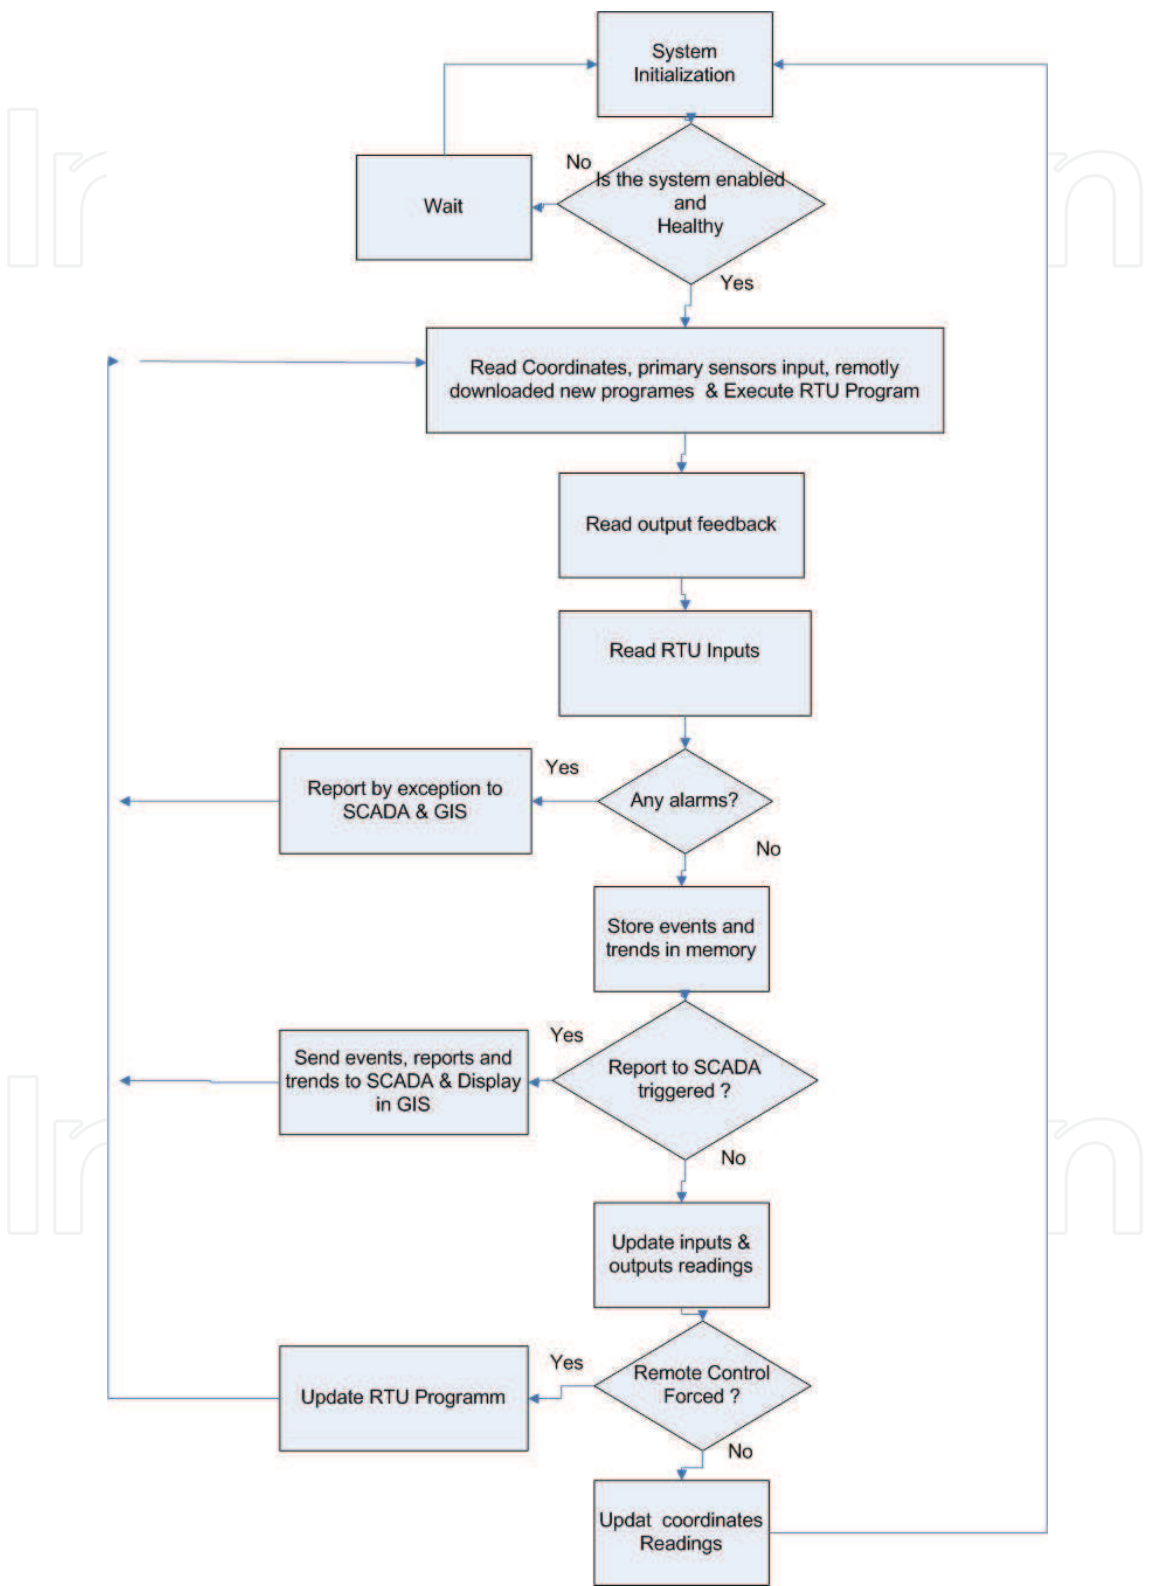 System
Initialization
No
Is the system enabled
and
Healthy
Wait
Yes
Read Coordinates, primary sensors input, remotly
downloaded new programes & Execute RTU Program
Read output feedback
Read RTU Inputs
Yes
Any alarms?
Report by exception to
SCADA & GIS
No
Store events and
trends in memory
Yes
Report to SCADA
triggered ?
Send events, reports and
trends to SCADA & Display
in GIS
No
Update inputs &
outputs readings
Yes
Remote Control
Forced ?
Update RTU Programm
No
Updat coordinates
Readings